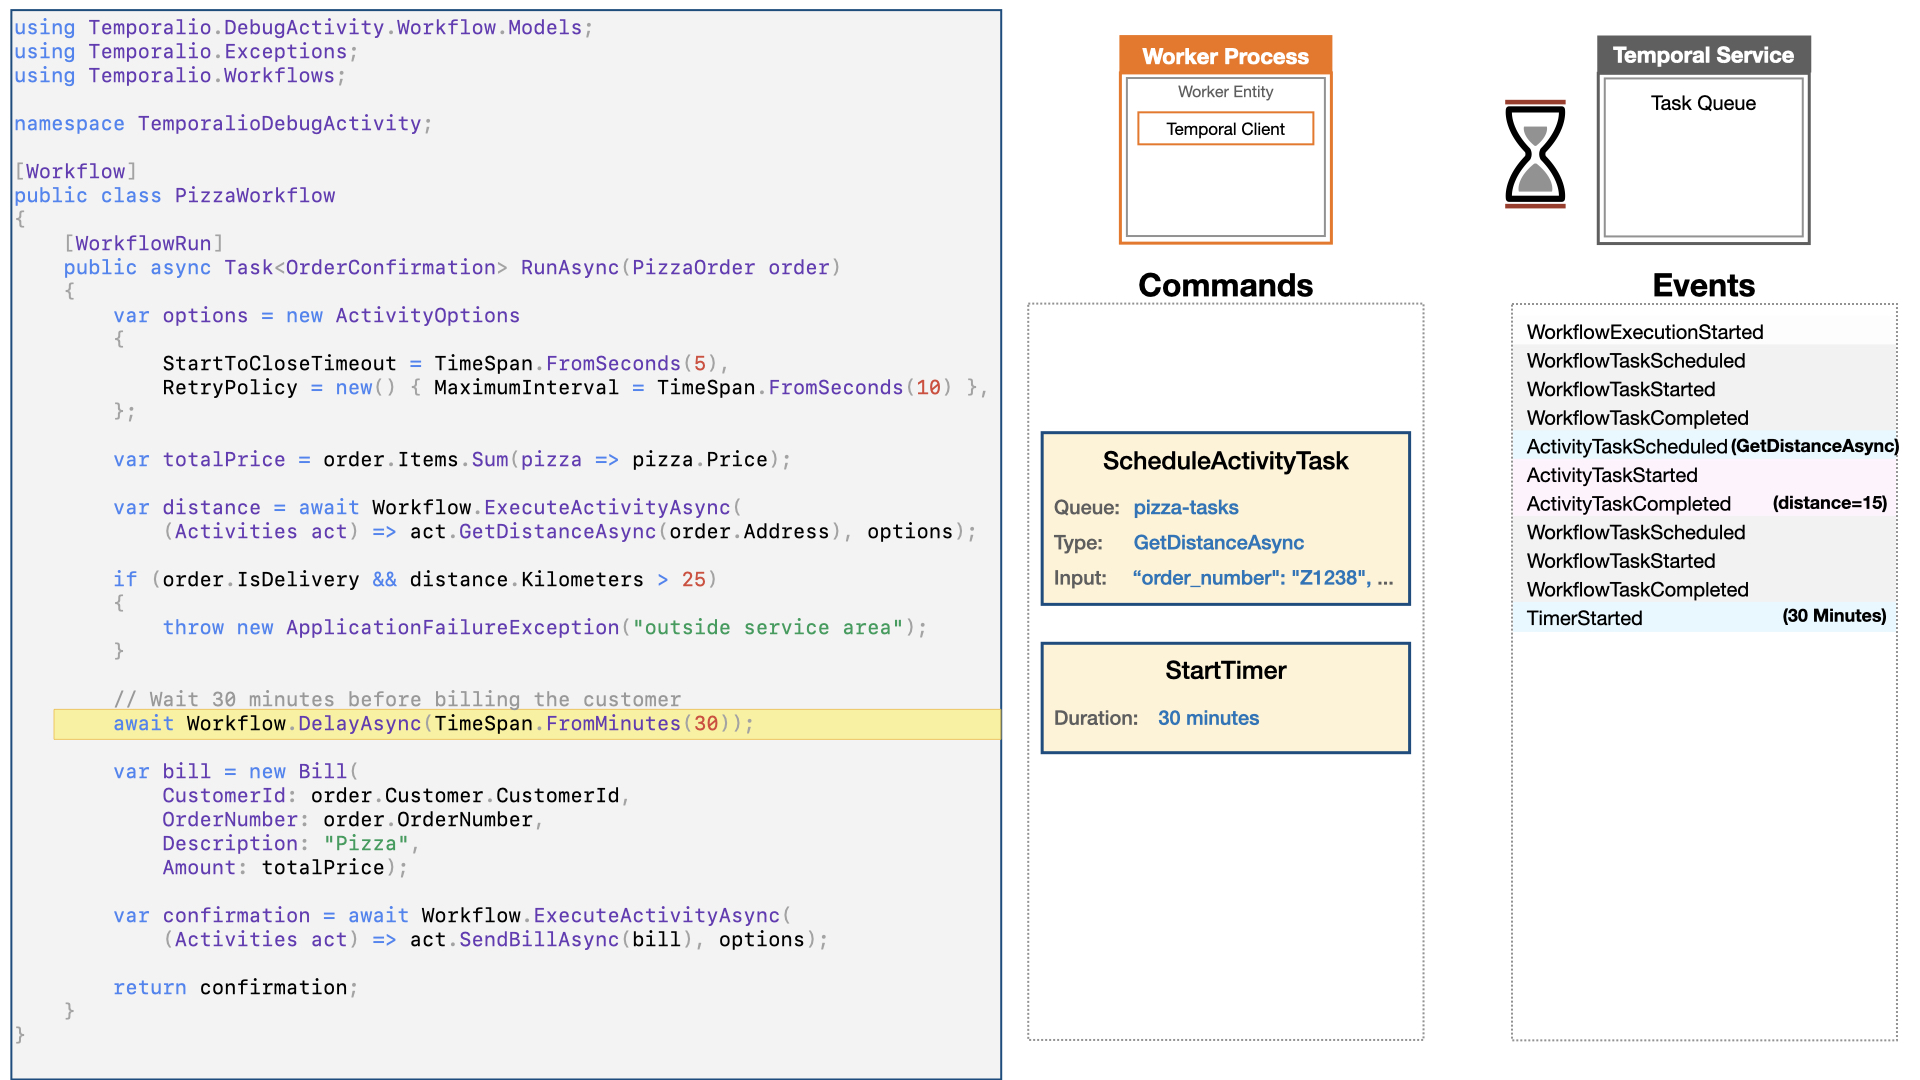 using Temporalio.DebugActivity.Workflow.Models;
using Temporalio.Exceptions;
using Temporalio.Workflows;
namespace TemporalioDebugActivity;
[Workflow]
public class PizzaWorkflow
{
[WorkflowRun]
public async Task<OrderConfirmation> RunAsync(PizzaOrder order)
{
var options = new ActivityOptions
{
StartToCloseTimeout = TimeSpan.FromSeconds(5),
RetryPolicy = new() { MaximumInterval = TimeSpan.FromSeconds(10) },
};
var totalPrice = order.Items.Sum(pizza => pizza.Price);
var distance = await Workflow.ExecuteActivityAsync(
(Activities act) => act.GetDistanceAsync(order.Address), options);
if (order.IsDelivery && distance.Kilometers > 25)
{
throw new ApplicationFailureException("outside service area");
}
// Wait 30 minutes before billing the customer
await Workflow.DelayAsync(TimeSpan.FromMinutes(30));
var bill = new Bill(
CustomerId: order.Customer.CustomerId,
OrderNumber: order.OrderNumber,
Description: "Pizza",
Amount: totalPrice);
var confirmation = await Workflow.ExecuteActivityAsync(
(Activities act) => act.SendBillAsync(bill), options);
return confirmation;
}
}
Worker Process
Worker Entity
Temporal Client
Temporal Service
Task Queue
Commands
ScheduleActivityTask
Queue: pizza-tasks
Type: GetDistanceAsync
Input: “order_number": "Z1238", ...
StartTimer
Duration: 30 minutes
Events
WorkflowExecutionStarted
WorkflowTaskScheduled
WorkflowTaskStarted
WorkflowTaskCompleted
ActivityTaskScheduled (GetDistanceAsync)
ActivityTaskStarted
ActivityTaskCompleted (distance=15)
WorkflowTaskScheduled
WorkflowTaskStarted
WorkflowTaskCompleted
TimerStarted (30 Minutes)